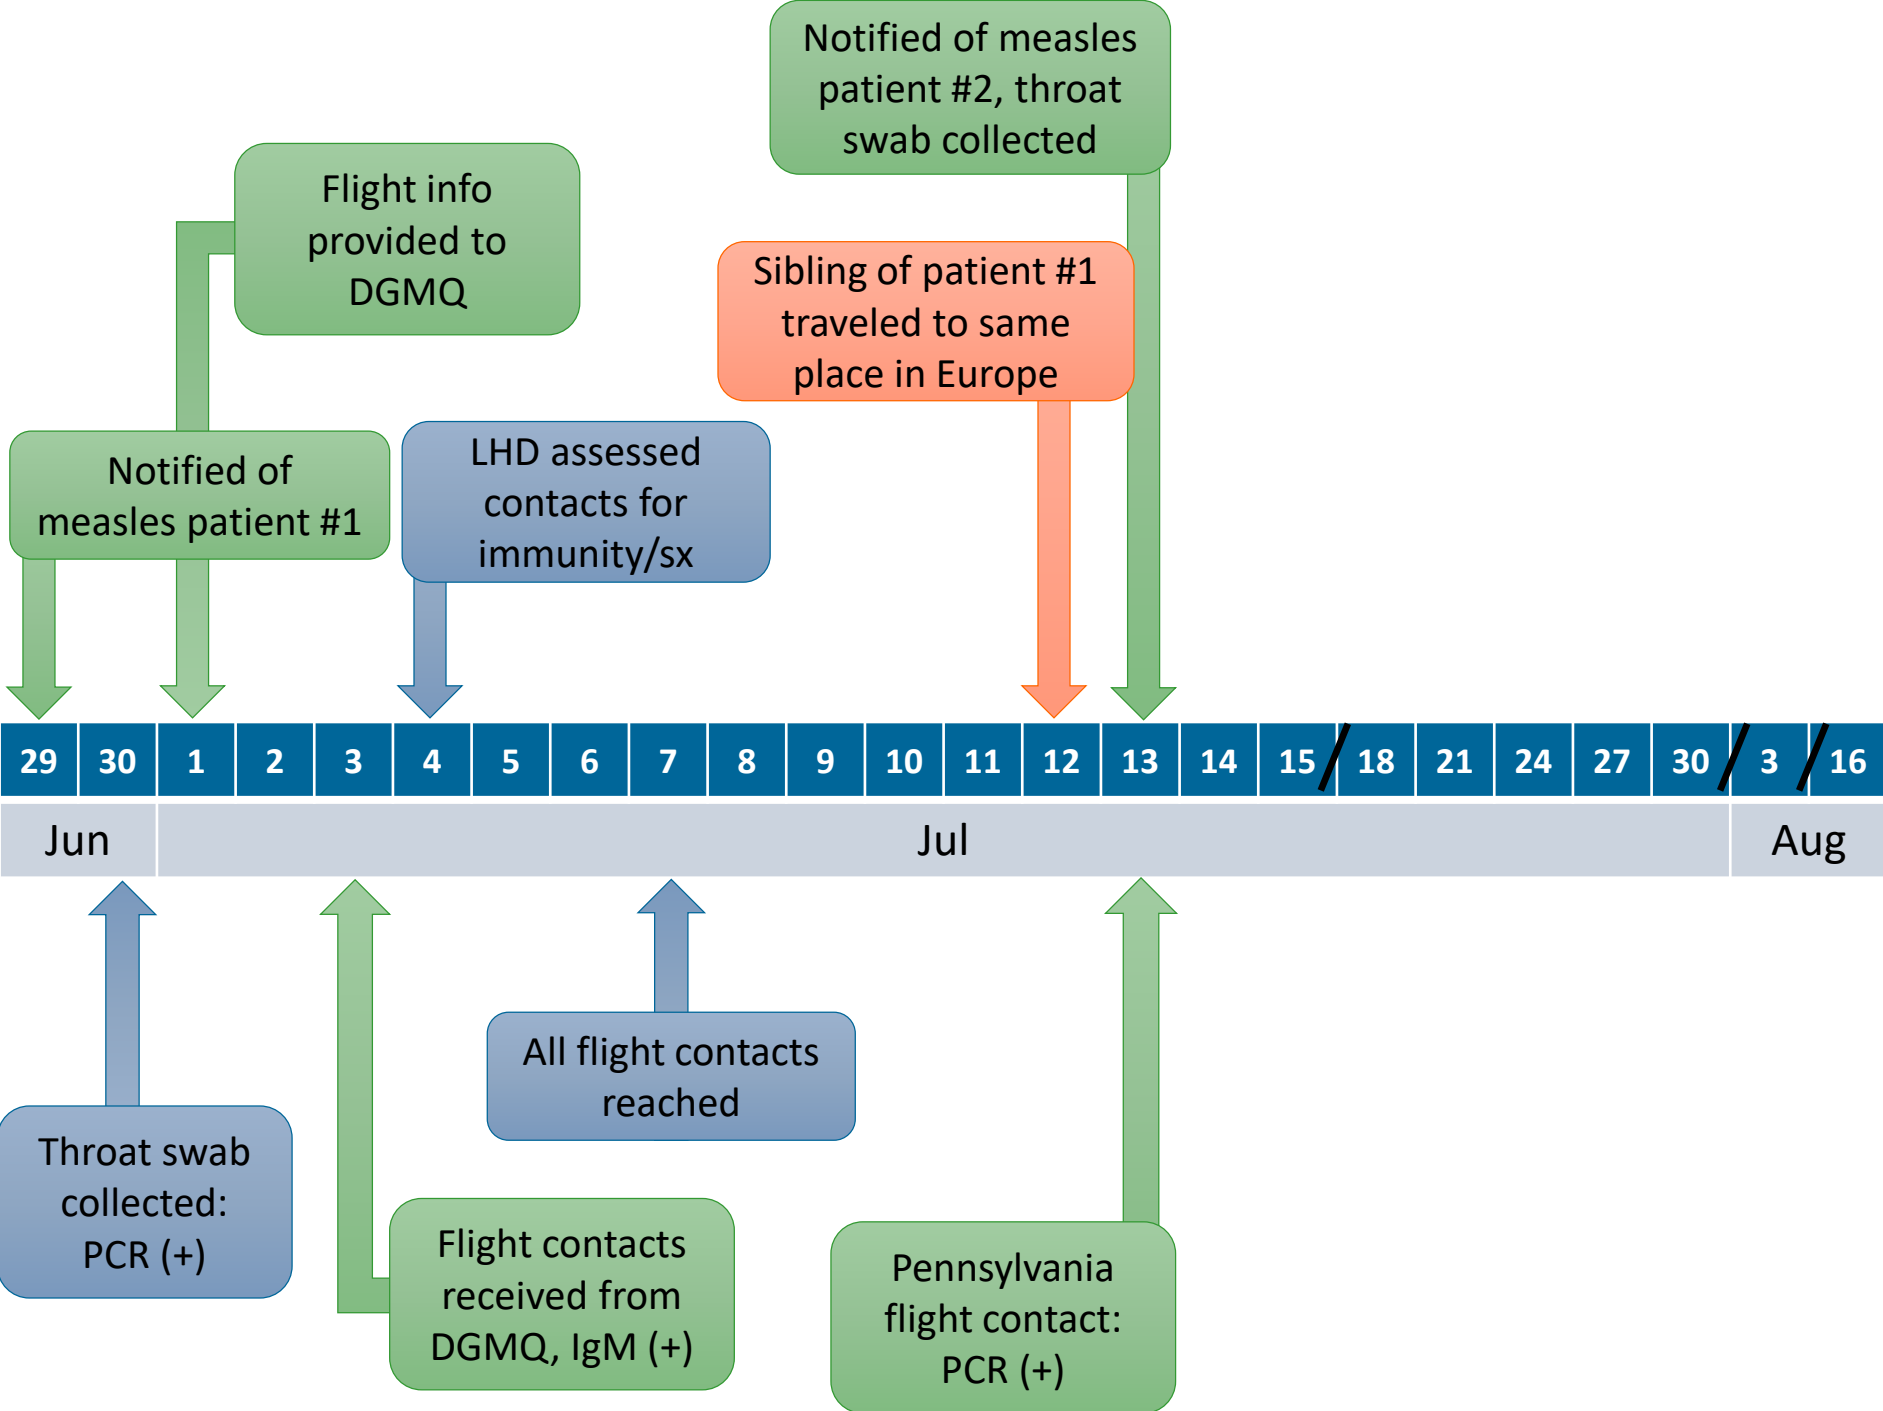 Notified of measles
patient #2, throat
swab collected
Flight info
provided to
DGMQ
Sibling of patient #1
traveled to same
place in Europe
Notified of
measles patient #1
LHD assessed
contacts for
immunity/sx
29 30 1 2 3 4 5 6 7 8 9 10 11 12 13 14 15 18 21 24 27 30 3 16
Jun Jul Aug
All flight contacts
reached
Throat swab
collected:
PCR (+)
Flight contacts
received from
DGMQ, IgM (+)
Pennsylvania
flight contact:
PCR (+)